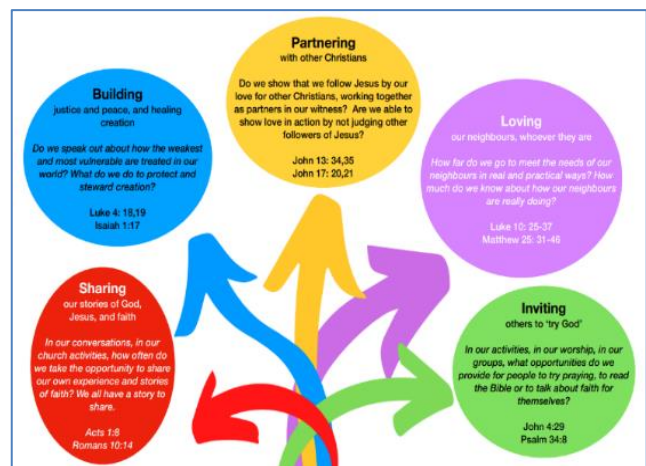 Partnering
with other Christians
Do we show that we follow Jesus by our
love for other Christians, working together
as partners in our witness? Are we able to
show love in action by not judging other
followers of Jesus?
John 13: 34,35
John 17: 20,21
Building
justice and peace, and healing
creation
Do we speak out about how the weakest
and most vulnerable are treated in our
world? What do we do to protect and
steward creation?
Luke 4: 18,19
Isaiah 1:17
Loving
our neighbours, whoever they are
How far do we go to meet the needs of our
neighbours in real and practical ways? How
much do we know about how our neighbours
are really doing?
Luke 10: 25-37
Matthew 25: 31-46
Sharing
our stories of God,
Jesus, and faith
In our conversations, in our
church activities, how often do
we take the opportunity to share
our own experience and stories
of faith? We all have a story to
share.
Acts 1:8
Romans 10:14
Inviting
others to 'try God'
In our activities, in our worship, in our
groups, what opportunities do we
provide for people to try praying, to read
the Bible or to talk about faith for
themselves?
John 4:29
Psalm 34:8